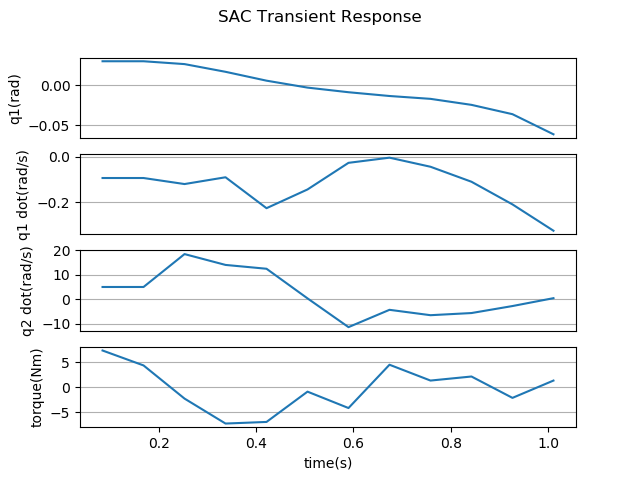 SAC Transient Response
0.00
−0.05
q1(rad)
0.0
−0.2
q1 dot(rad/s)
20
10
0
−10
q2 dot(rad/s)
5
0
−5
torque(Nm)
0.2 0.4 0.6 0.8 1.0
time(s)